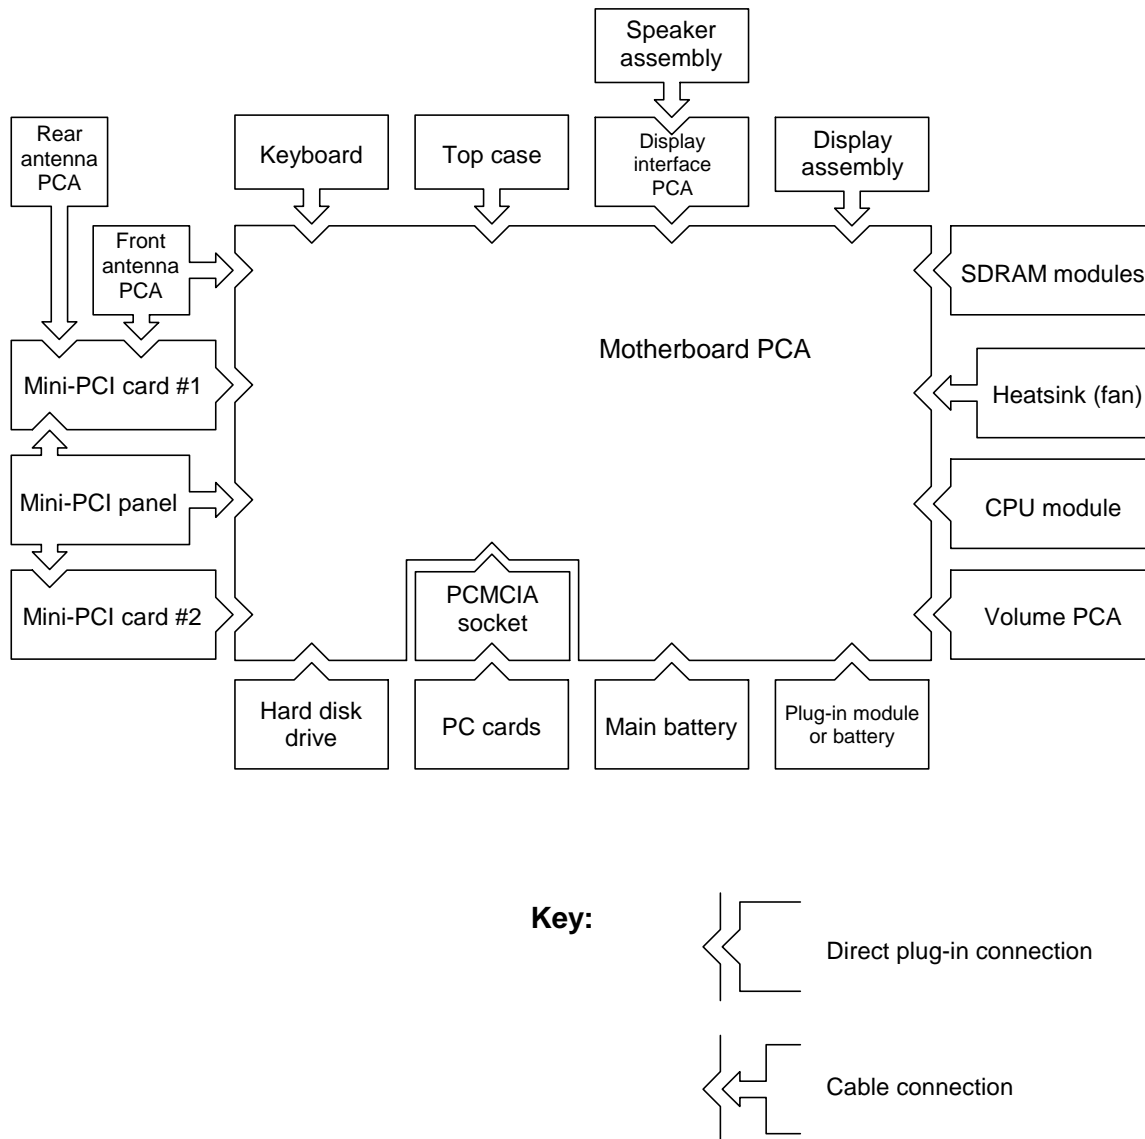 Speaker
assembly
Rear
antenna
PCA
Keyboard
Top case
Display
interface
PCA
Display
assembly
Front
antenna
PCA
SDRAM modules
Motherboard PCA
Mini-PCI card #1
Heatsink (fan)
Mini-PCI panel
CPU module
PCMCIA
socket
Mini-PCI card #2
Volume PCA
Hard disk
drive
PC cards
Main battery
Plug-in module
or battery
Key:
Direct plug-in connection
Cable connection